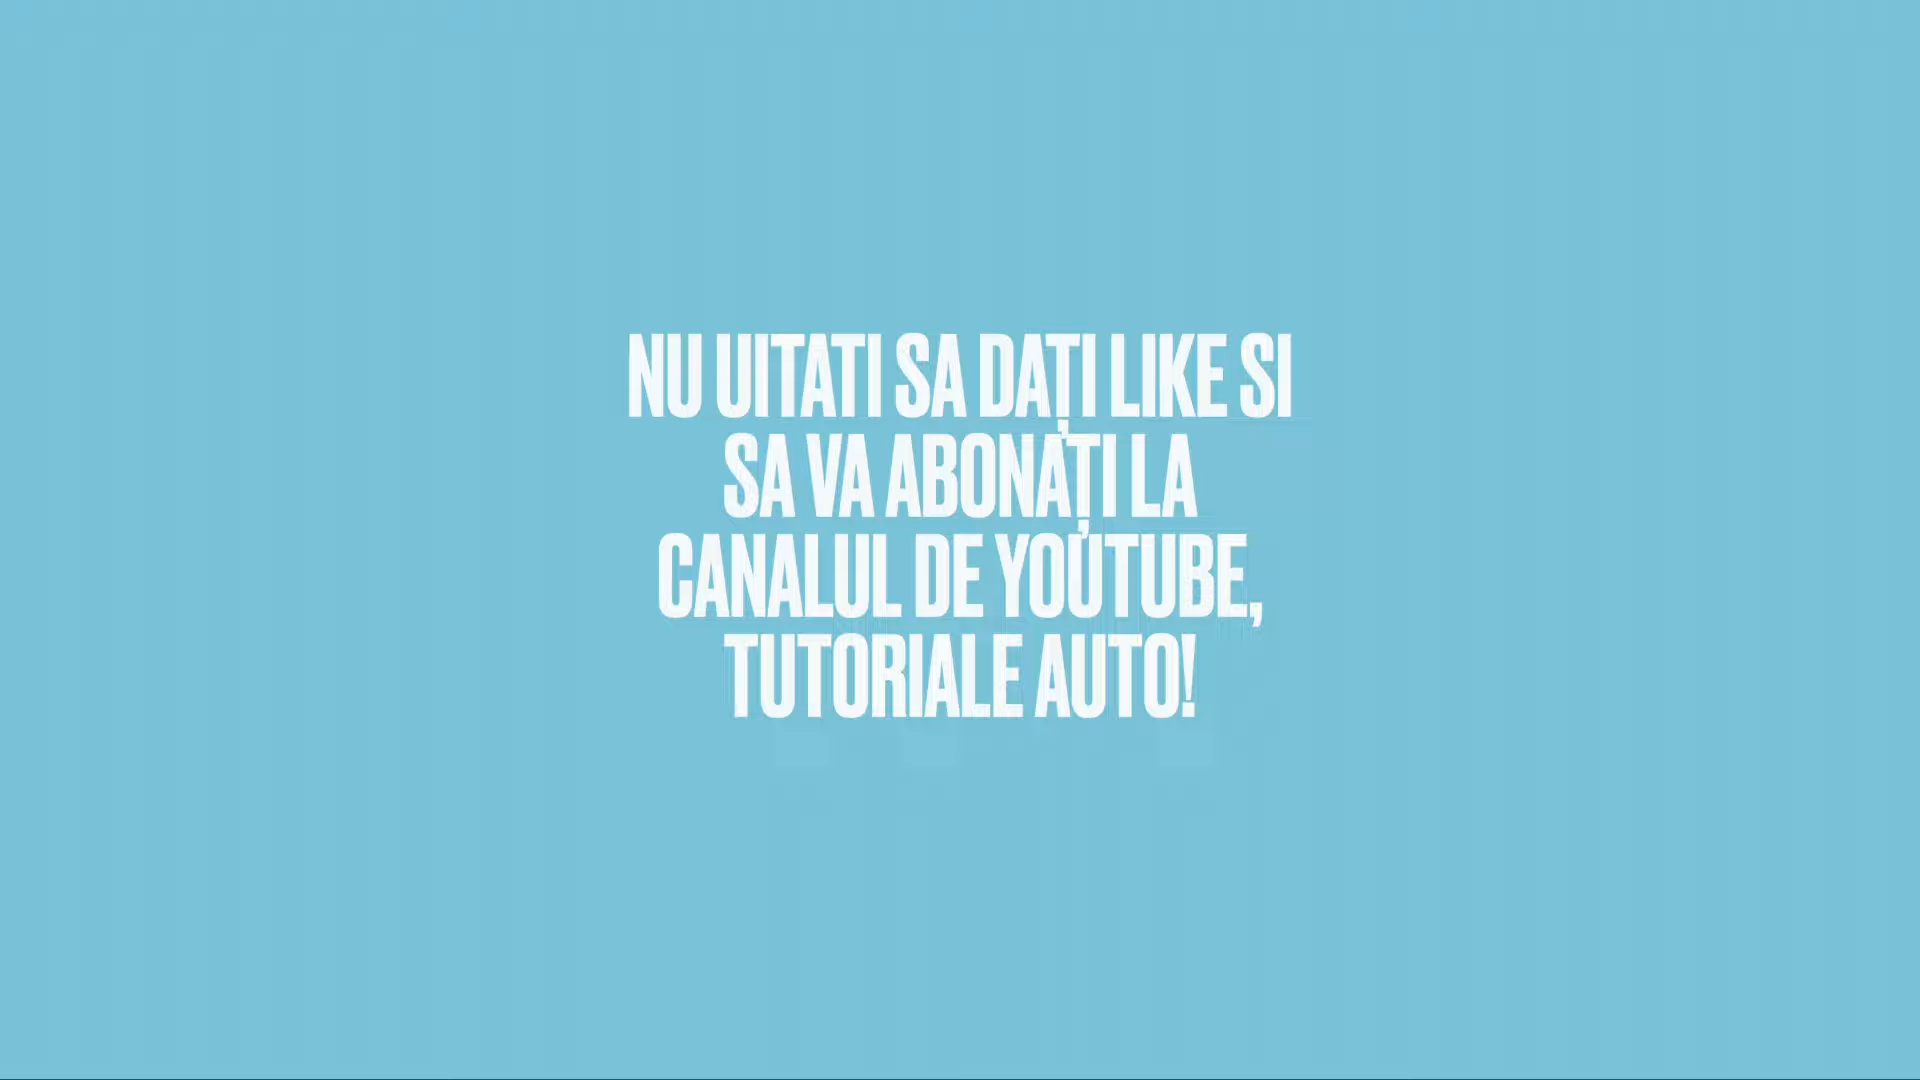 NU UITATI SA DAȚI LIKE SI
SA VA ABONAȚI LA
CANALUL DE YOUTUBE,
TUTORIALE AUTO!